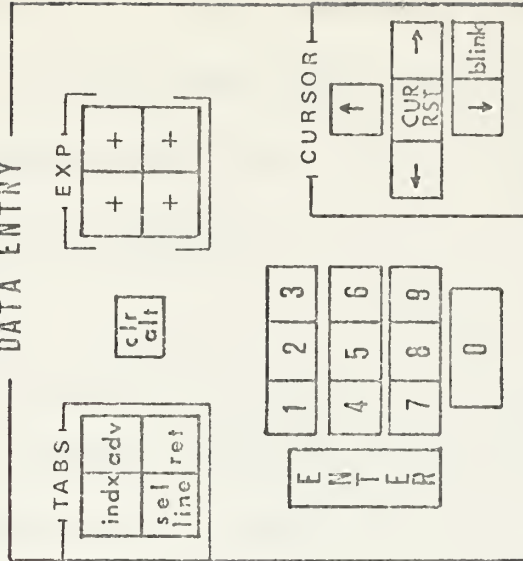 DATA ENTRY
TABS
EXP
indx adv
+ +
sel line ret
+ +
clr alt
CURSOR
↑
← CUR RST →
↓ blink
ENTER
1 2 3
4 5 6
7 8 9
0